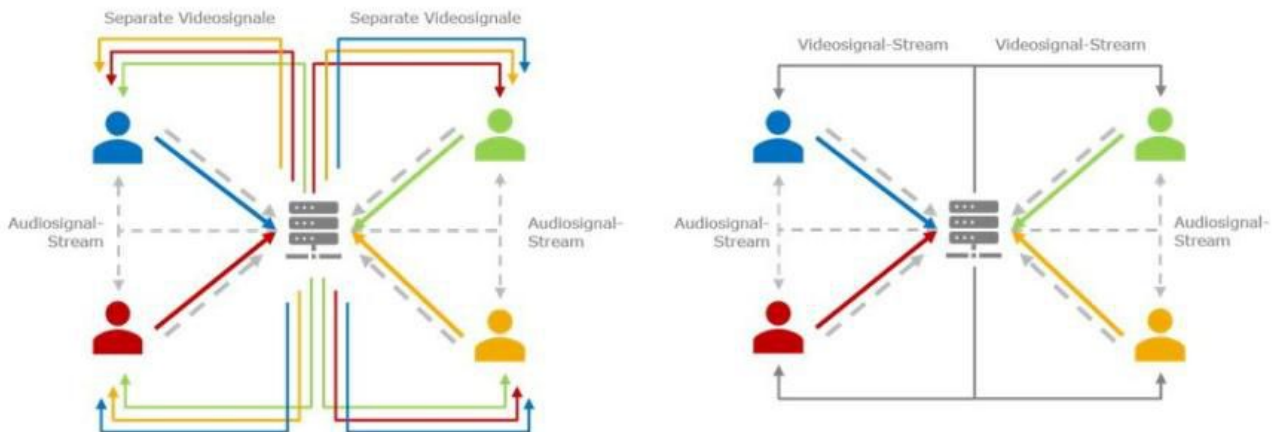 Separate Videosignale
Separate Videosignale
Videosignal-Stream
Videosignal-Stream
Audiosignal-
Stream
Audiosignal-
Stream
Audiosignal-
Stream
Audiosignal-
Stream